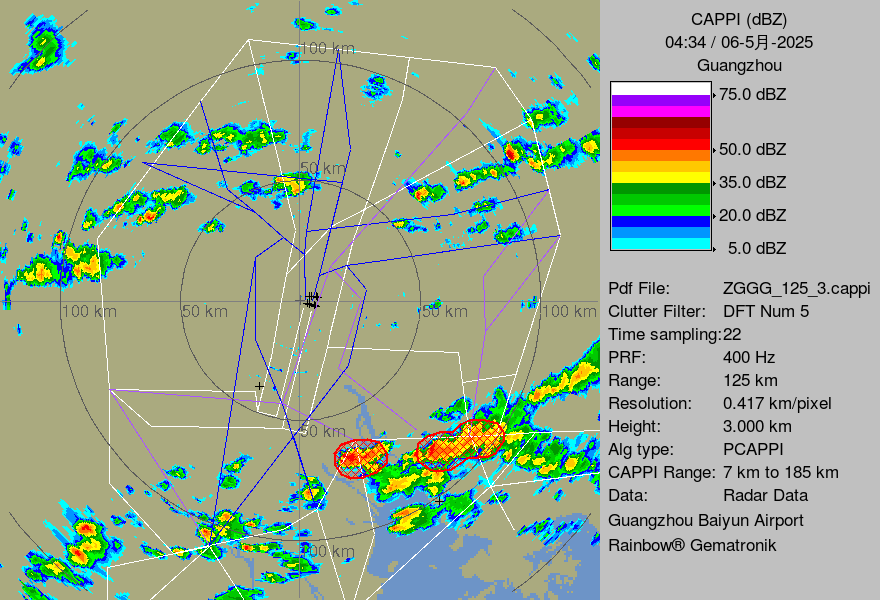 CAPPI (dBZ)
04:34 / 06-5月-2025
Guangzhou
75.0 dBZ
50.0 dBZ
35.0 dBZ
20.0 dBZ
5.0 dBZ
Pdf File: ZGGG_125_3.cappi
Clutter Filter: DFT Num 5
Time sampling:22
PRF: 400 Hz
Range: 125 km
Resolution: 0.417 km/pixel
Height: 3.000 km
Alg type: PCAPPI
CAPPI Range: 7 km to 185 km
Data: Radar Data
Guangzhou Baiyun Airport
Rainbow® Gematronik
100 km
50 km
100 km
50 km
50 km
100 km
50 km
100 km